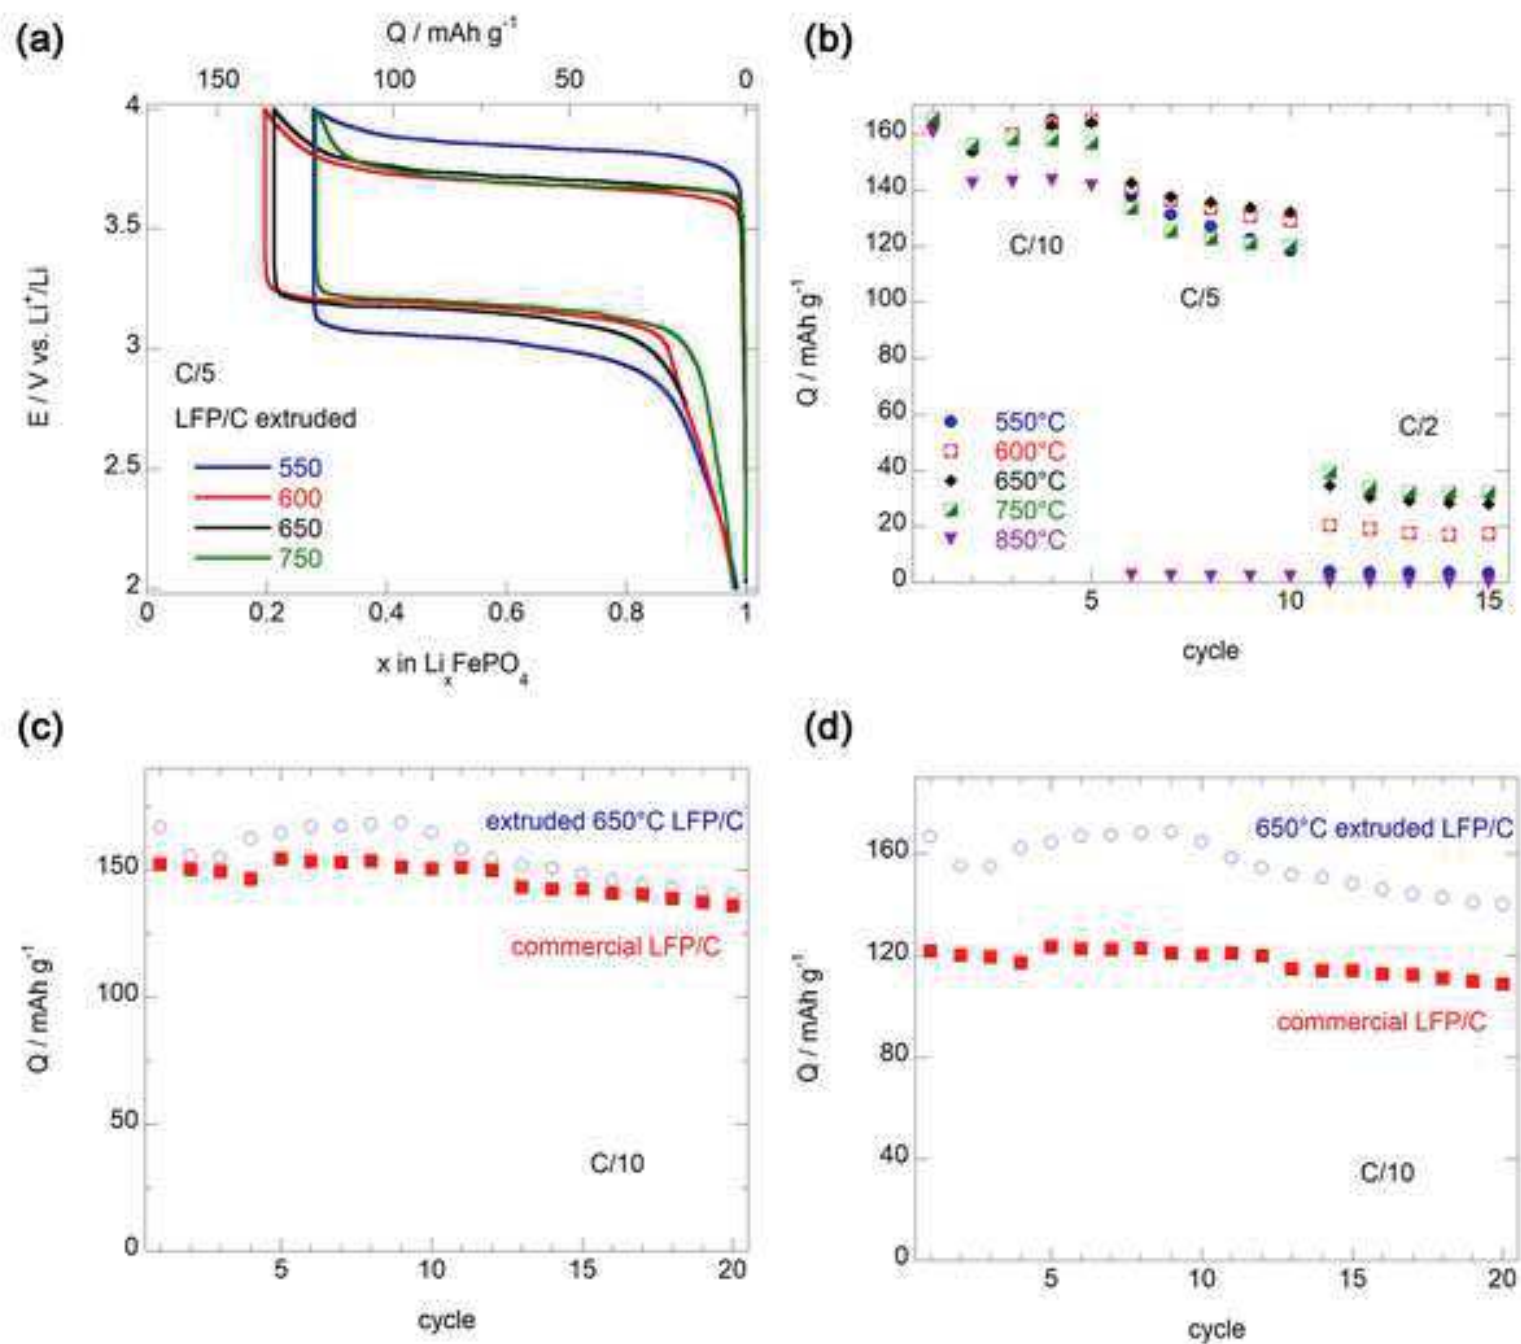 (a)
Q / mAh g⁻¹
150 100 50 0
4
3.5
3
2.5
2
E / V vs. Li⁺/Li
C/5
LFP/C extruded
550
600
650
750
0 0.2 0.4 0.6 0.8 1
x in LiₓFePO₄
(b)
160
140
120
100
80
60
40
20
0
Q / mAh g⁻¹
C/10
C/5
C/2
550°C
600°C
650°C
750°C
850°C
5 10 15
cycle
(c)
150
100
50
0
Q / mAh g⁻¹
extruded 650°C LFP/C
commercial LFP/C
C/10
5 10 15 20
cycle
(d)
160
120
80
40
0
Q / mAh g⁻¹
650°C extruded LFP/C
commercial LFP/C
C/10
5 10 15 20
cycle